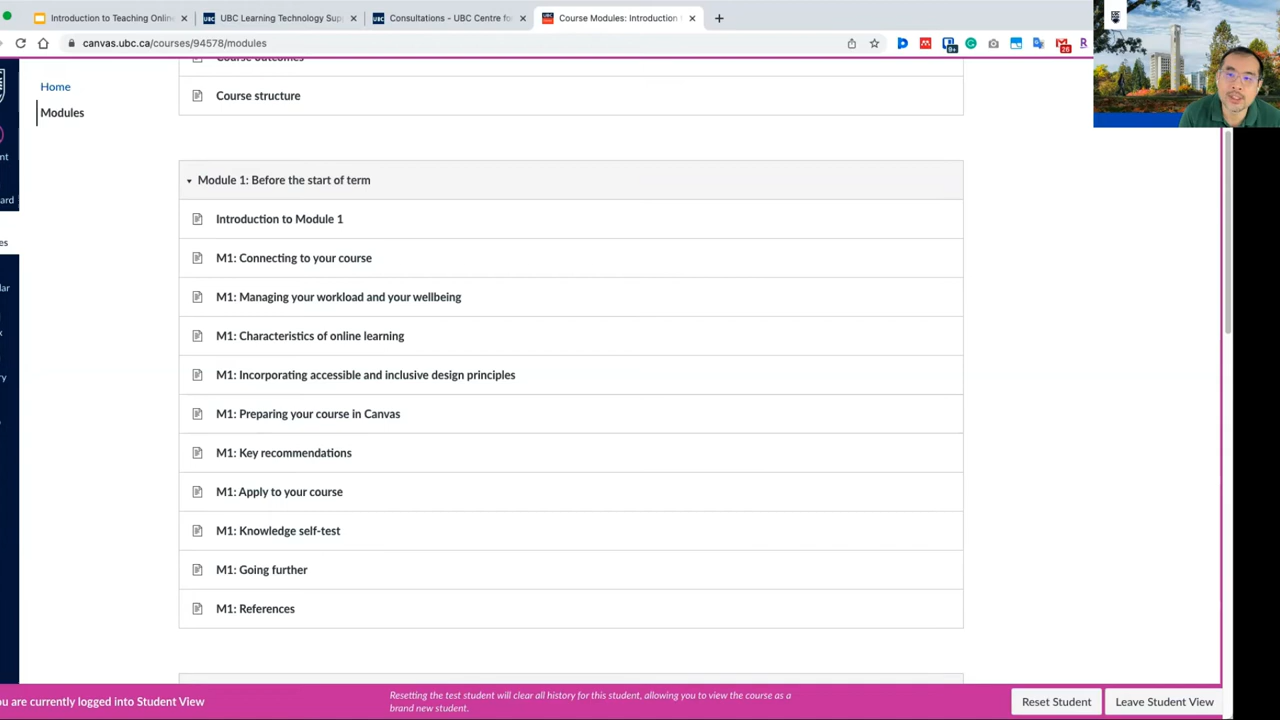 Introduction to Teaching Online
UBC Learning Technology Sup
Consultations - UBC Centre fo
Course Modules: Introduction
canvas.ubc.ca/courses/94578/modules
9+
26
Home
Modules
Course outcomes
Course structure
Module 1: Before the start of term
Introduction to Module 1
M1: Connecting to your course
M1: Managing your workload and your wellbeing
M1: Characteristics of online learning
M1: Incorporating accessible and inclusive design principles
M1: Preparing your course in Canvas
M1: Key recommendations
M1: Apply to your course
M1: Knowledge self-test
M1: Going further
M1: References
ou are currently logged into Student View
Resetting the test student will clear all history for this student, allowing you to view the course as a
brand new student.
Reset Student
Leave Student View